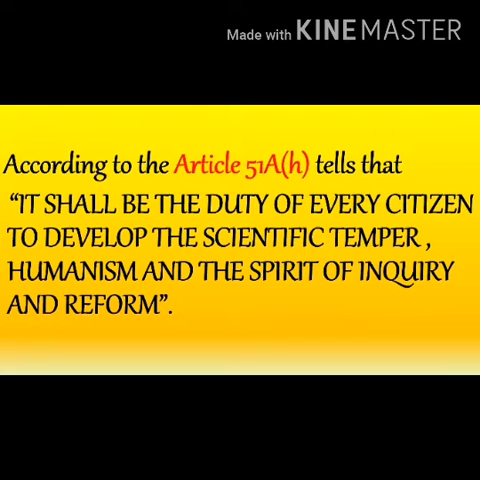 Made with KINEMASTER
According to the Article 51A(h) tells that
“IT SHALL BE THE DUTY OF EVERY CITIZEN
TO DEVELOP THE SCIENTIFIC TEMPER ,
HUMANISM AND THE SPIRIT OF INQUIRY
AND REFORM”.